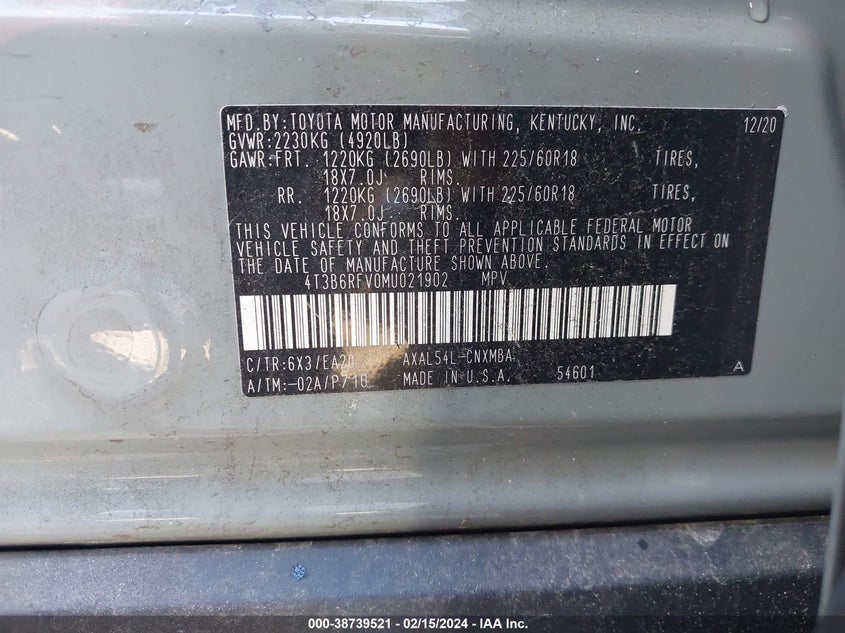 MFD.BY:TOYOTA MOTOR MANUFACTURING, KENTUCKY, INC. 12/20
GVWR:2230KG (4920LB)
GAWR:FRT. 1220KG (2690LB) WITH 225/60R18 TIRES,
18X7.0J RIMS.
RR. 1220KG (2690LB) WITH 225/60R18 TIRES,
18X7.0J RIMS.
THIS VEHICLE CONFORMS TO ALL APPLICABLE FEDERAL MOTOR
VEHICLE SAFETY AND THEFT PREVENTION STANDARDS IN EFFECT ON
THE DATE OF MANUFACTURE SHOWN ABOVE.
4T3B6RFV0MU021902 MPV
C/TR:6X3/EA20 AXAL54L-CNXMBA
A/TM:-02A/P710 MADE IN U.S.A. 54601 A
000-38739521 - 02/15/2024 - IAA Inc.